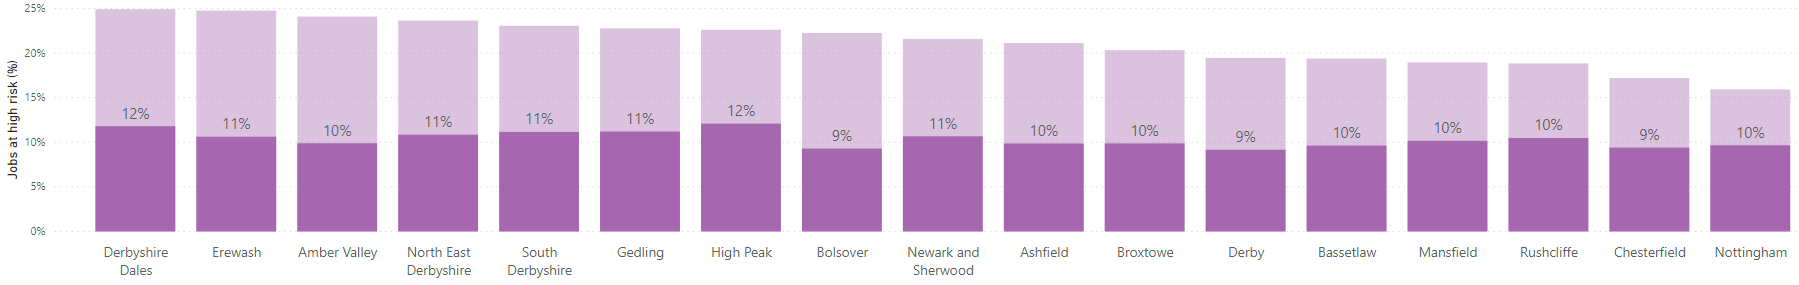 Jobs at high risk (%)
25%
20%
15%
10%
5%
0%
12%
11%
10%
11%
11%
11%
12%
9%
11%
10%
10%
9%
10%
10%
10%
9%
10%
Derbyshire
Dales
Erewash
Amber Valley
North East
Derbyshire
South
Derbyshire
Gedling
High Peak
Bolsover
Newark and
Sherwood
Ashfield
Broxtowe
Derby
Bassetlaw
Mansfield
Rushcliffe
Chesterfield
Nottingham